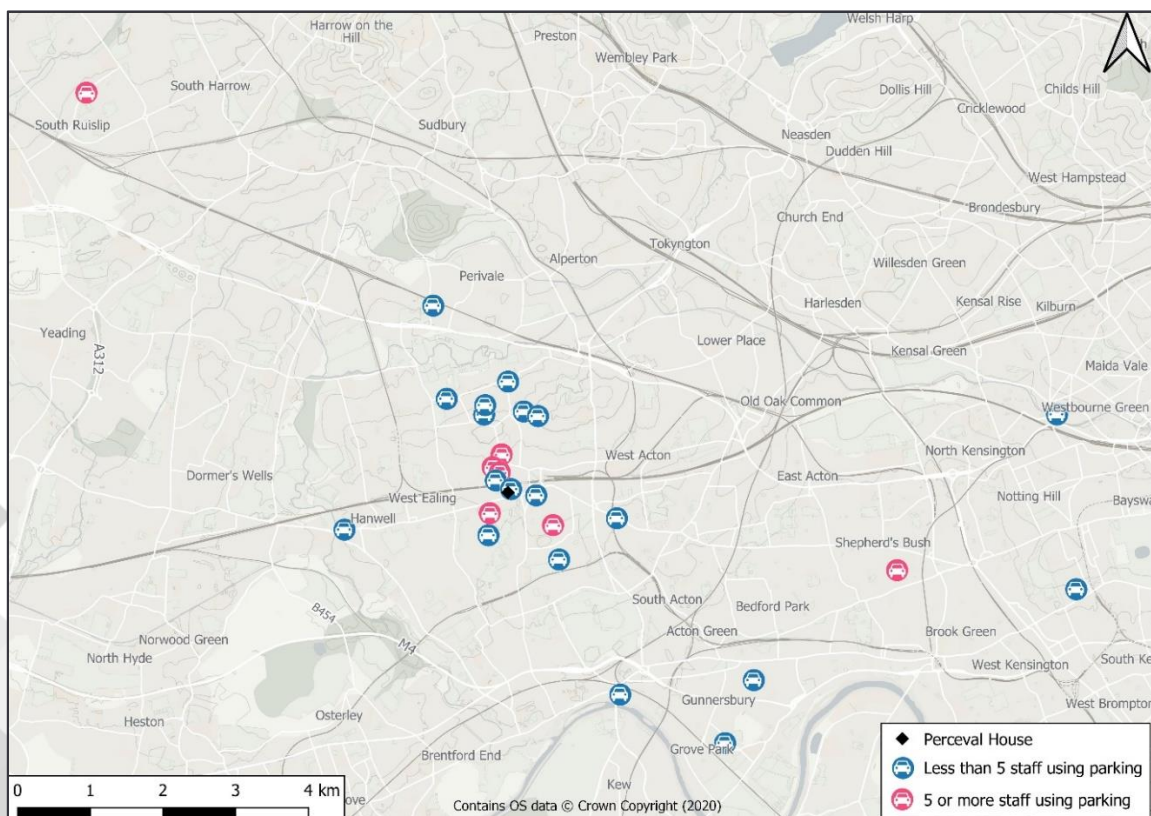 Harrow on the
Hill
Preston
Welsh Harp
Wembley Park
South Harrow
Dollis Hill
Childs Hill
Cricklewood
South Ruislip
Sudbury
Neasden
Dudden Hill
West Hampstead
Brondesbury
Church End
Tokyngton
Alperton
Willesden Green
Perivale
Harlesden
Kensal Rise
Kilburn
Yeading
A312
Lower Place
Kensal Green
Maida Vale
Old Oak Common
Westbourne Green
West Acton
North Kensington
Dormer's Wells
East Acton
West Ealing
Notting Hill
Baysw
Hanwell
Shepherd's Bush
South Acton
Bedford Park
B454
Norwood Green
Acton Green
Brook Green
M4
North Hyde
West Kensington
South Ke
Gunnersbury
West Brompton
Heston
Osterley
Grove Park
Brentford End
Kew
Perceval House
Less than 5 staff using parking
5 or more staff using parking
0 1 2 3 4 km
ove
Contains OS data © Crown Copyright (2020)